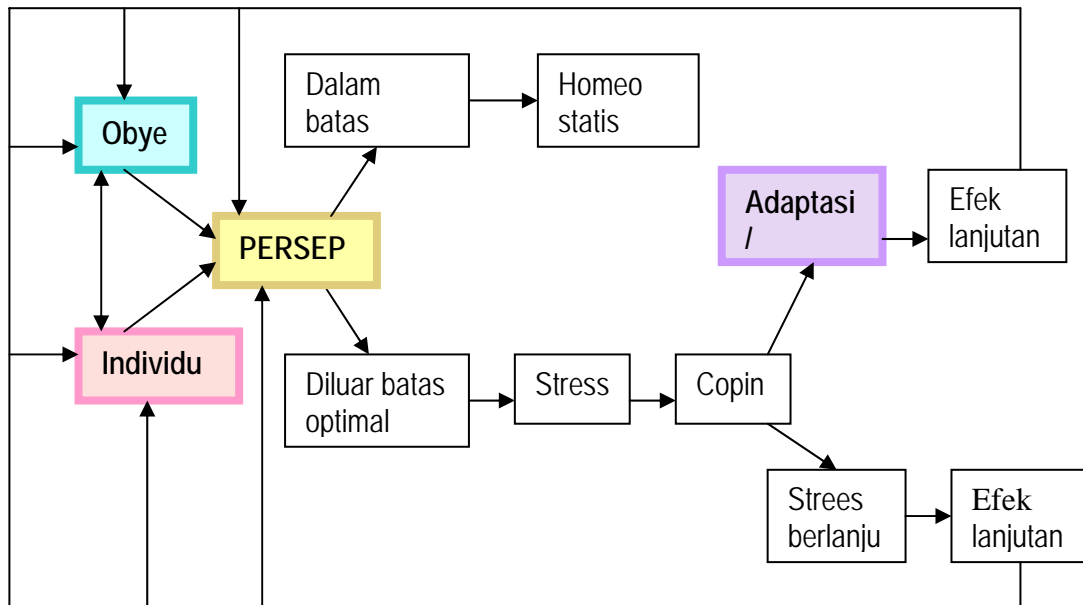 Dalam
batas
Homeo
statis
Obye
PERSEP
Adaptasi
/
Efek
lanjutan
Individu
Diluar batas
optimal
Stress
Copin
Strees
berlanju
Efek
lanjutan